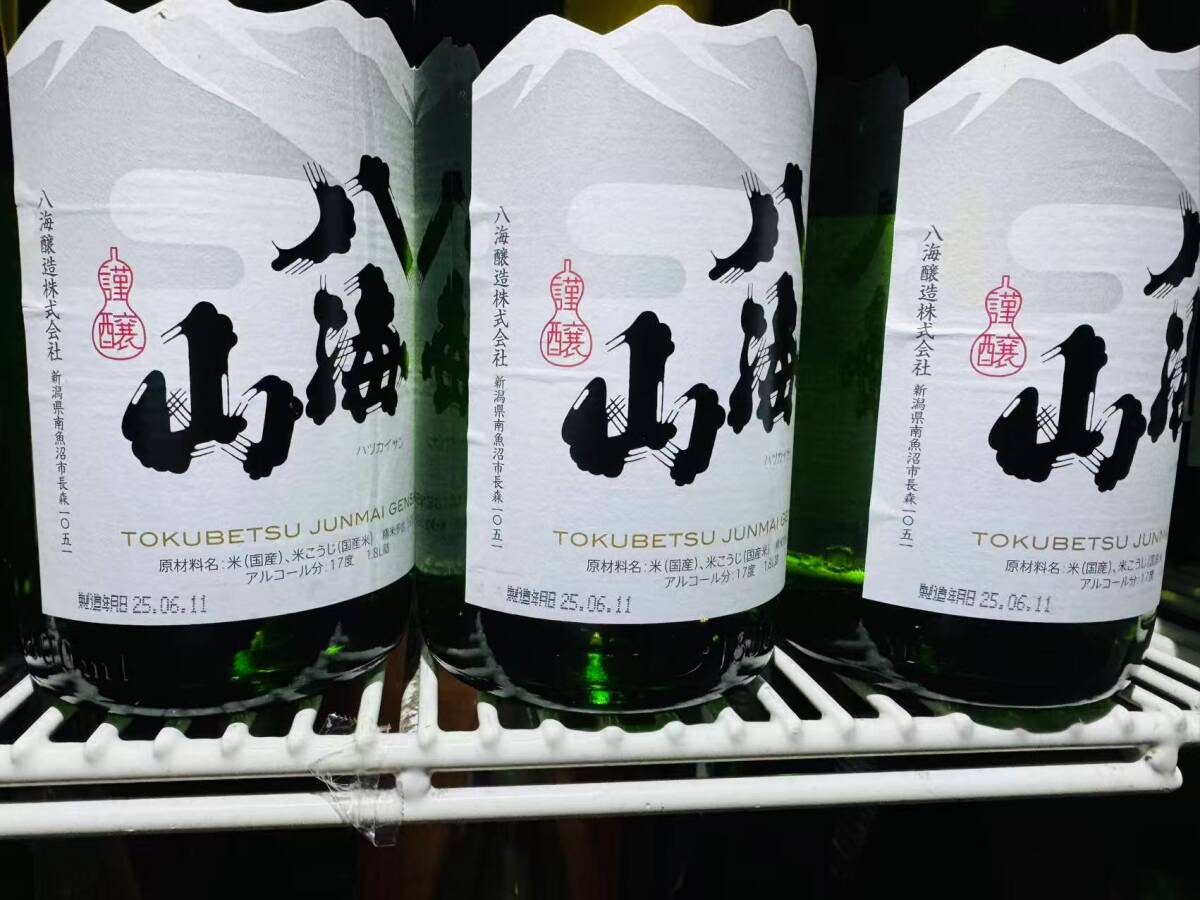 八海山
八海醸造株式会社 新潟県南魚沼市長森一〇五一
謹醸
ハツカイサン
TOKUBETSU JUNMAI
原材料名:米(国産)、米こうじ(国産米)
アルコール分:17度 1.8L詰
製造年月日 25.06.11
八海山
八海醸造株式会社 新潟県南魚沼市長森一〇五一
謹醸
TOKUBETSU JUNMAI
原材料名:米(国産)、米こうじ(国産米)
アルコール分:17度 1.8L詰
製造年月日 25.06.11
八海山
八海醸造株式会社 新潟県南魚沼市長森一〇五一
謹醸
TOKUBETSU
原材料名:米(国産)、米こうじ(国産米
アルコール分:17度
製造年月日 25.06.11